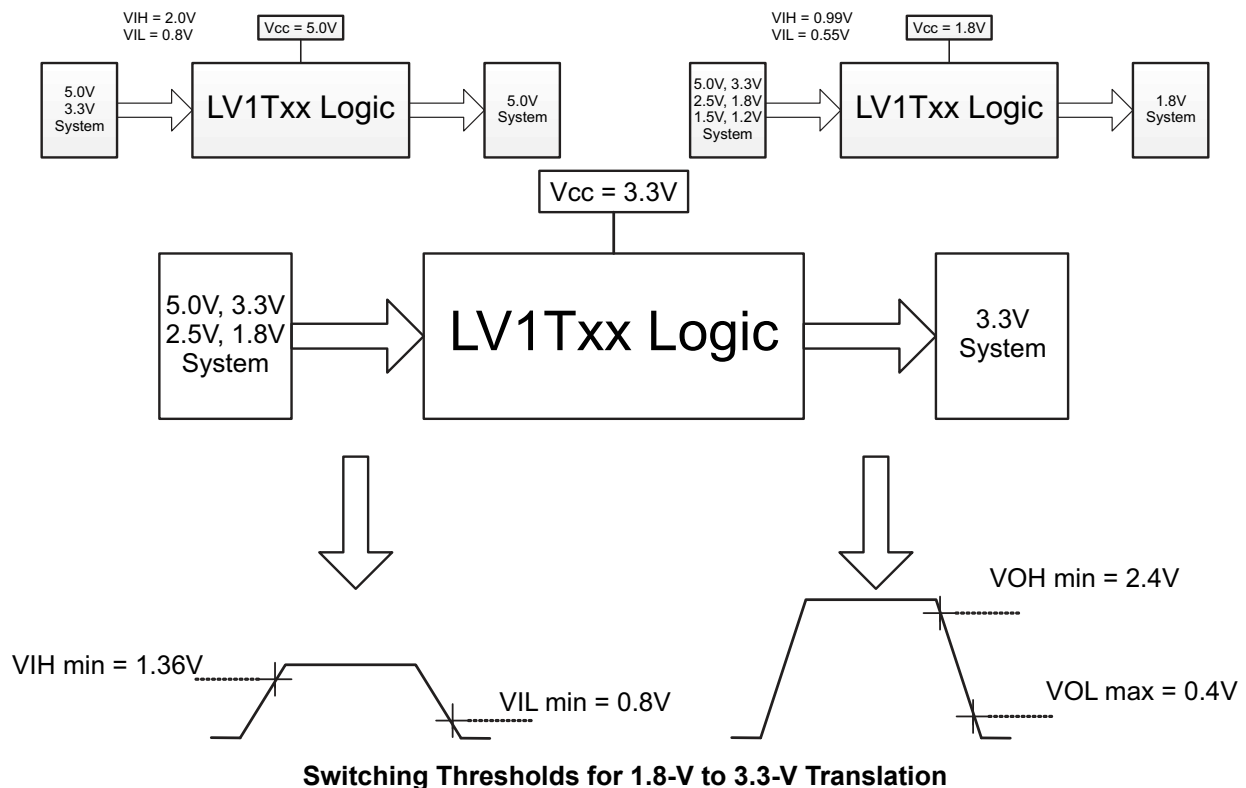 VIH = 2.0V
VIL = 0.8V
Vcc = 5.0V
5.0V
3.3V
System
LV1Txx Logic
5.0V
System
VIH = 0.99V
VIL = 0.55V
Vcc = 1.8V
5.0V, 3.3V
2.5V, 1.8V
1.5V, 1.2V
System
LV1Txx Logic
1.8V
System
Vcc = 3.3V
5.0V, 3.3V
2.5V, 1.8V
System
LV1Txx Logic
3.3V
System
VIH min = 1.36V
VIL min = 0.8V
VOH min = 2.4V
VOL max = 0.4V
Switching Thresholds for 1.8-V to 3.3-V Translation